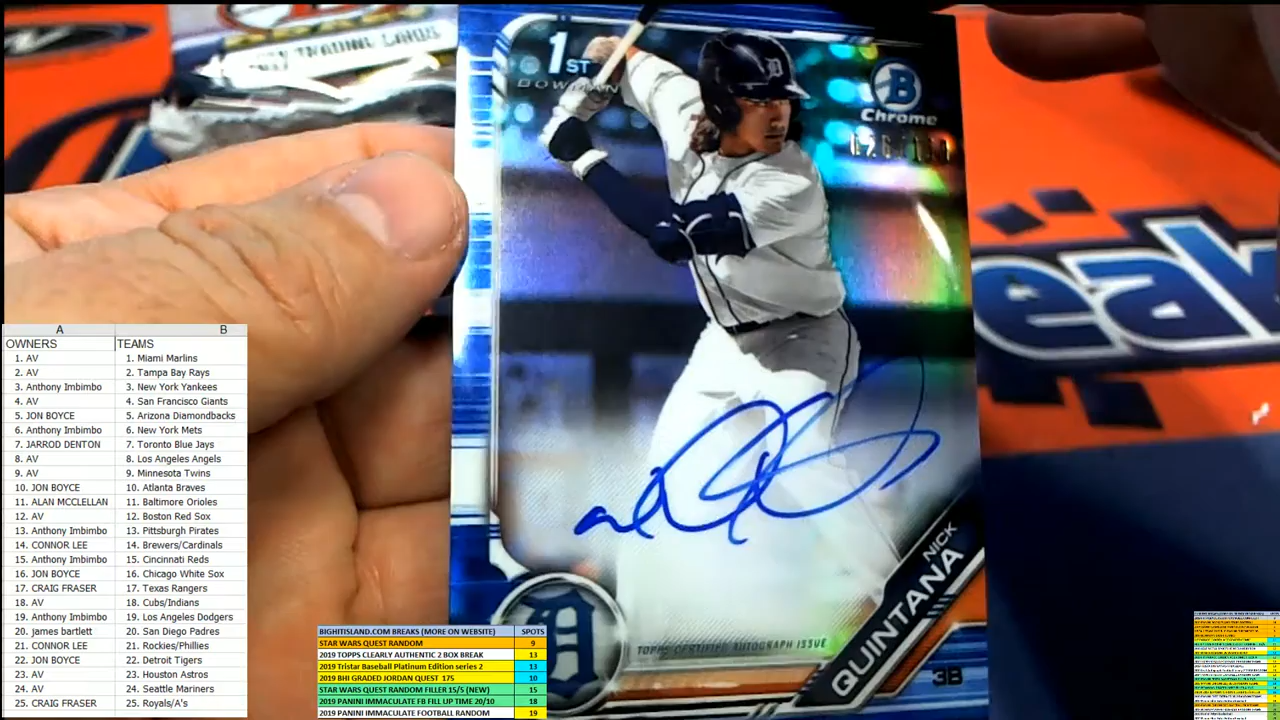 1ST
BOWMAN
B
Chrome
D
TOPPS CERTIFIED AUTOGRAPH ISSUE
NICK
QUINTANA
3B
A B
OWNERS TEAMS
1. AV 1. Miami Marlins
2. AV 2. Tampa Bay Rays
3. Anthony Imbimbo 3. New York Yankees
4. AV 4. San Francisco Giants
5. JON BOYCE 5. Arizona Diamondbacks
6. Anthony Imbimbo 6. New York Mets
7. JARROD DENTON 7. Toronto Blue Jays
8. AV 8. Los Angeles Angels
9. AV 9. Minnesota Twins
10. JON BOYCE 10. Atlanta Braves
11. ALAN MCCLELLAN 11. Baltimore Orioles
12. AV 12. Boston Red Sox
13. Anthony Imbimbo 13. Pittsburgh Pirates
14. CONNOR LEE 14. Brewers/Cardinals
15. Anthony Imbimbo 15. Cincinnati Reds
16. JON BOYCE 16. Chicago White Sox
17. CRAIG FRASER 17. Texas Rangers
18. AV 18. Cubs/Indians
19. Anthony Imbimbo 19. Los Angeles Dodgers
20. james bartlett 20. San Diego Padres
21. CONNOR LEE 21. Rockies/Phillies
22. JON BOYCE 22. Detroit Tigers
23. AV 23. Houston Astros
24. AV 24. Seattle Mariners
25. CRAIG FRASER 25. Royals/A's
BIGHITISLAND.COM BREAKS (MORE ON WEBSITE) SPOTS
STAR WARS QUEST RANDOM 9
2019 TOPPS CLEARLY AUTHENTIC 2 BOX BREAK 13
2019 Tristar Baseball Platinum Edition series 2 13
2019 BHI GRADED JORDAN QUEST 175 10
STAR WARS QUEST RANDOM FILLER 15/5 (NEW) 15
2019 PANINI IMMACULATE FB FILL UP TIME 20/10 18
2019 PANINI IMMACULATE FOOTBALL RANDOM 19